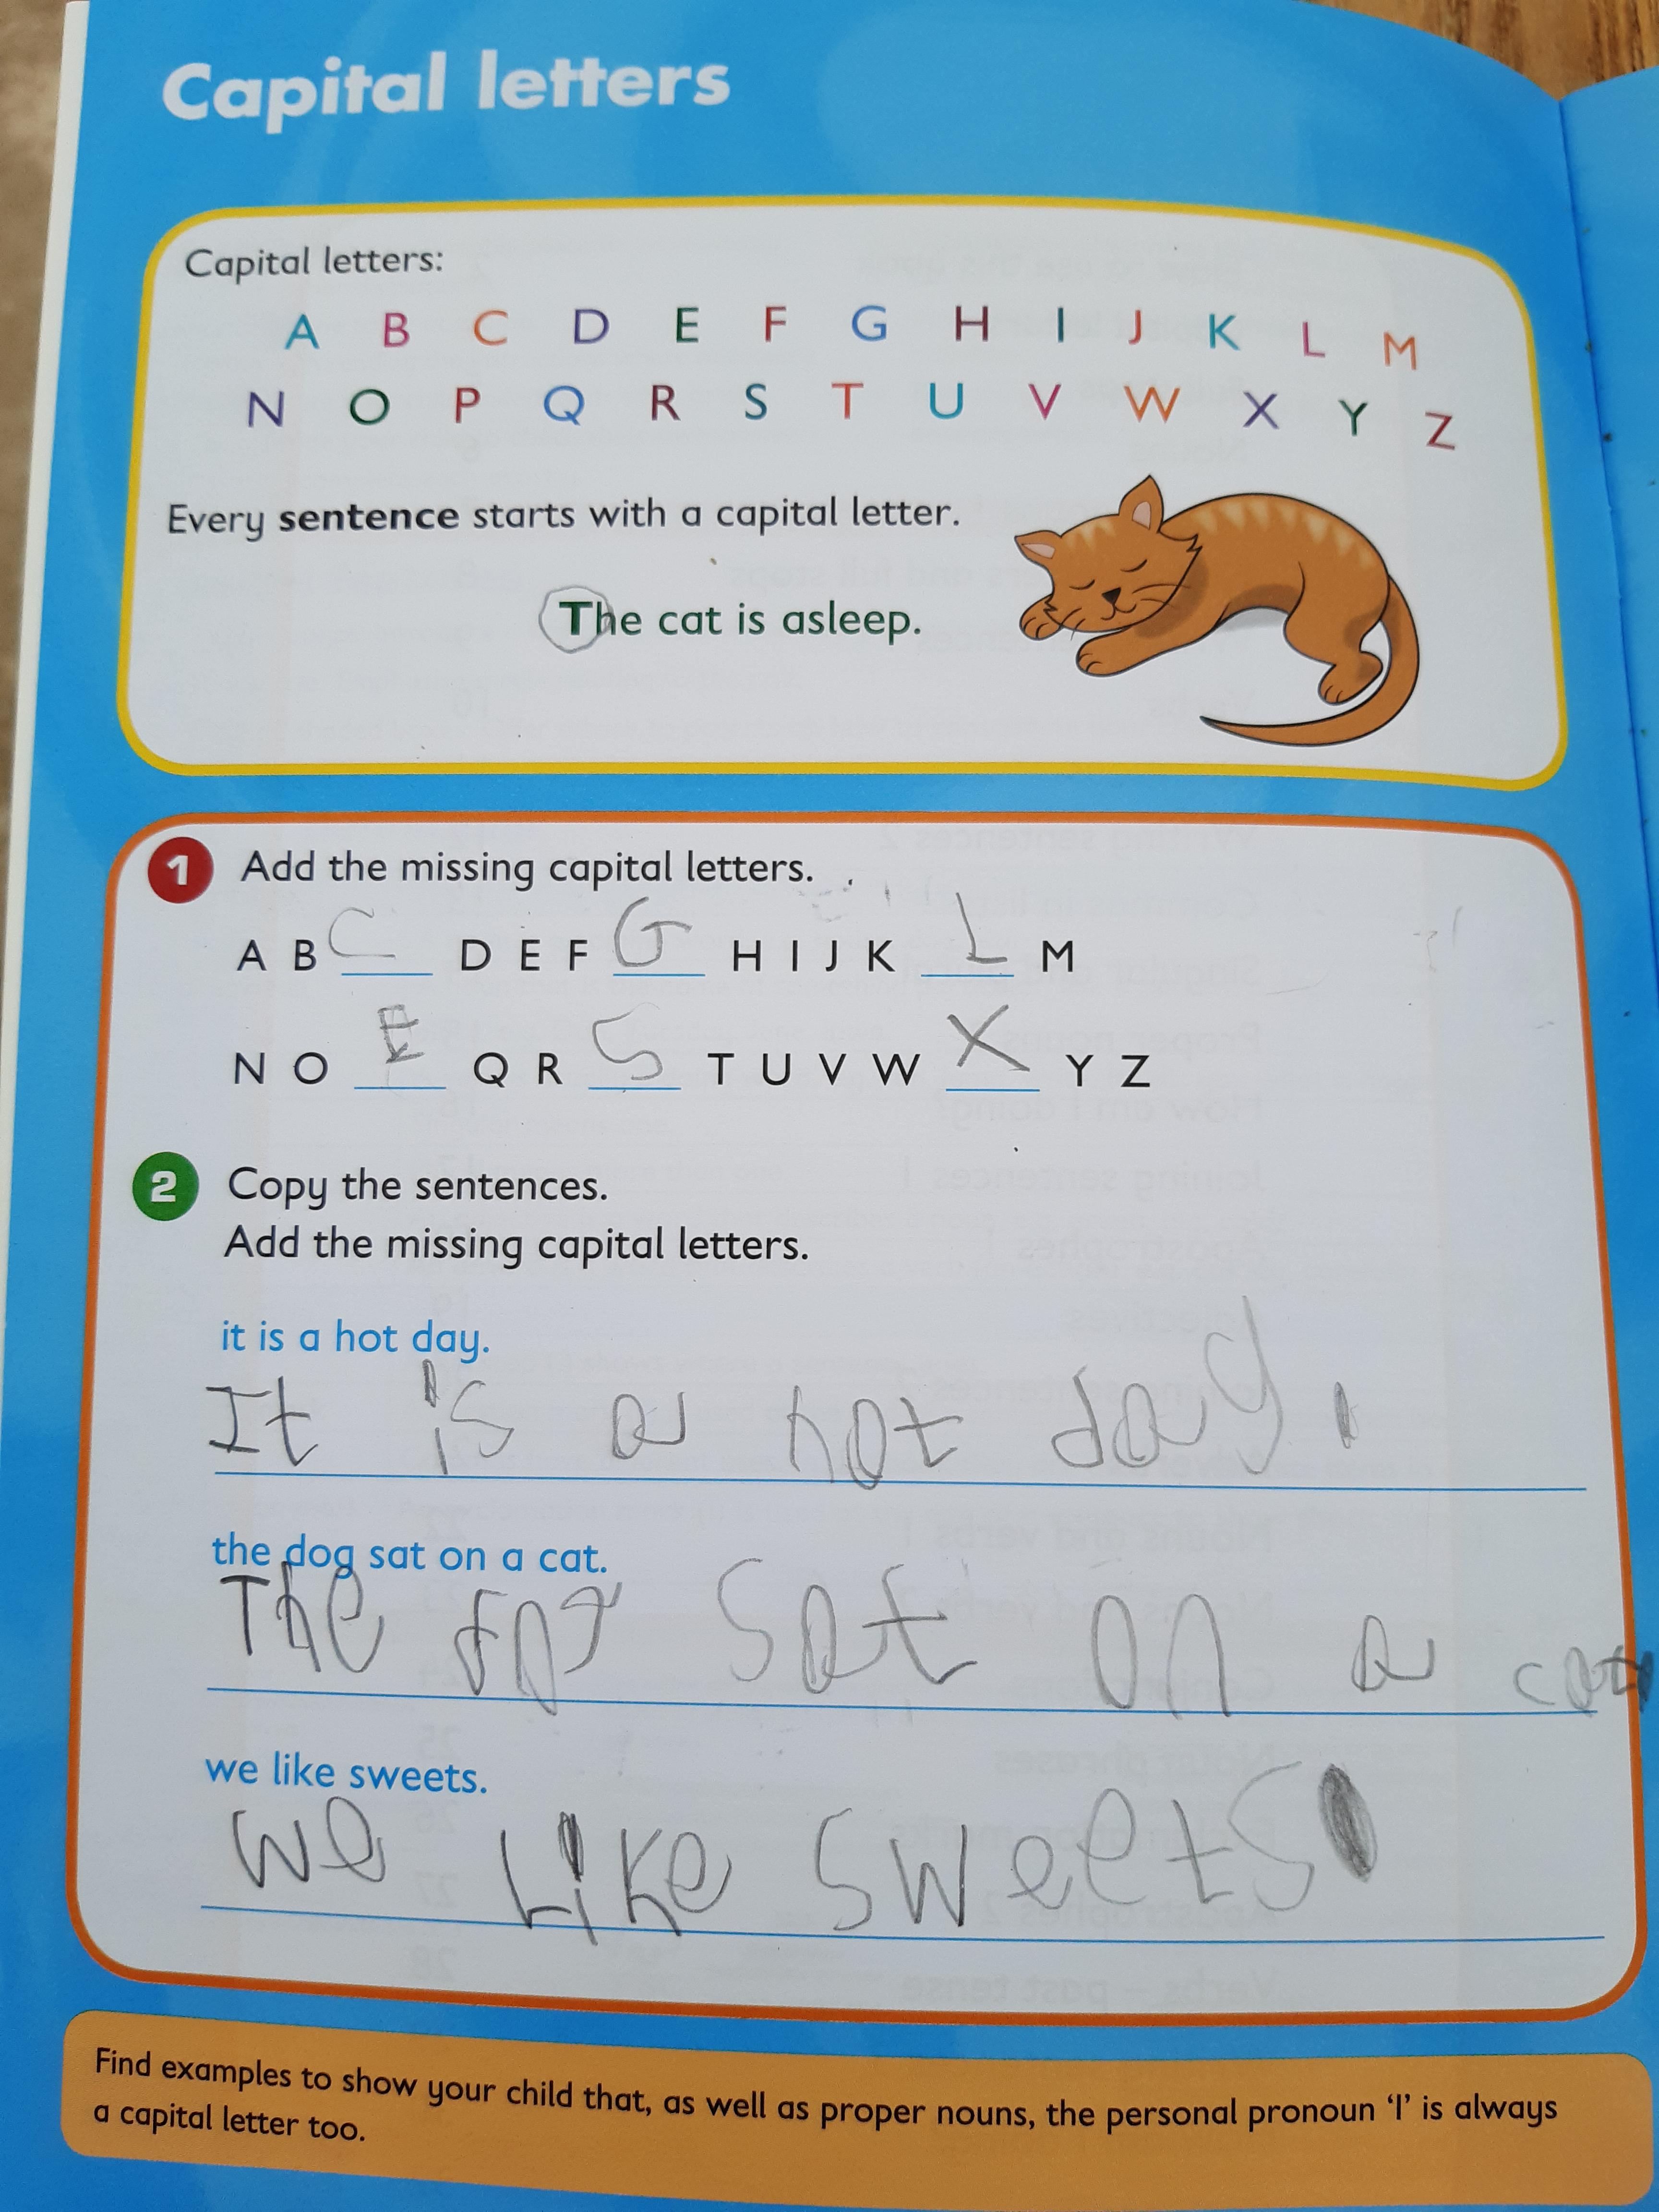 Capital letters
Capital letters:
A B C D E F G H I J K L M
N O P Q R S T U V W X Y Z
Every sentence starts with a capital letter.
The cat is asleep.
1 Add the missing capital letters.
A B C D E F G H I J K L M
N O Q R S T U V W X Y Z
2 Copy the sentences.
Add the missing capital letters.
it is a hot day.
It is a hot day.
the dog sat on a cat.
The dog sat on a cat
we like sweets.
We Like sweets.
Find examples to show your child that, as well as proper nouns, the personal pronoun ‘I’ is always
a capital letter too.